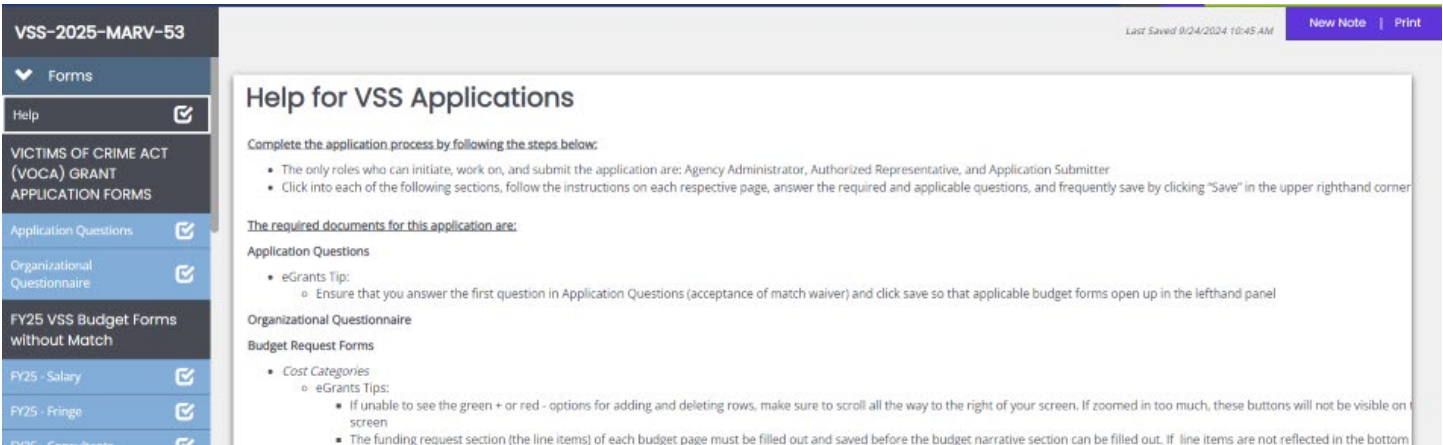 VSS-2025-MARV-53
Last Saved 9/24/2024 10:45 AM
New Note | Print
Forms
Help
VICTIMS OF CRIME ACT
(VOCA) GRANT
APPLICATION FORMS
Application Questions
Organizational
Questionnaire
FY25 VSS Budget Forms
without Match
FY25 - Salary
FY25 - Fringe
FY25 - Consultants
Help for VSS Applications
Complete the application process by following the steps below:
• The only roles who can initiate, work on, and submit the application are: Agency Administrator, Authorized Representative, and Application Submitter
• Click into each of the following sections, follow the instructions on each respective page, answer the required and applicable questions, and frequently save by clicking "Save" in the upper righthand corner
The required documents for this application are:
Application Questions
• eGrants Tip:
○ Ensure that you answer the first question in Application Questions (acceptance of match waiver) and click save so that applicable budget forms open up in the lefthand panel
Organizational Questionnaire
Budget Request Forms
• Cost Categories
○ eGrants Tips:
▪ If unable to see the green + or red - options for adding and deleting rows, make sure to scroll all the way to the right of your screen. If zoomed in too much, these buttons will not be visible on
screen
▪ The funding request section (the line items) of each budget page must be filled out and saved before the budget narrative section can be filled out. If line items are not reflected in the bottom